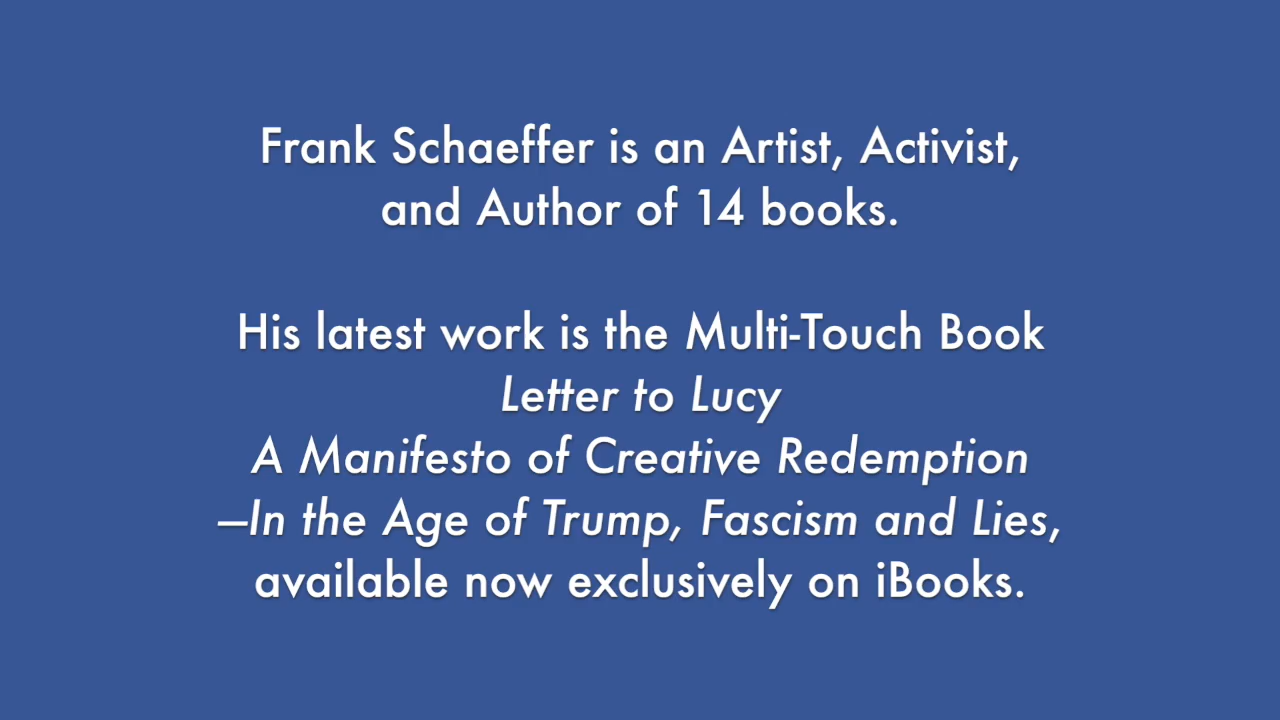 Frank Schaeffer is an Artist, Activist,
and Author of 14 books.
His latest work is the Multi-Touch Book
Letter to Lucy
A Manifesto of Creative Redemption
—In the Age of Trump, Fascism and Lies,
available now exclusively on iBooks.